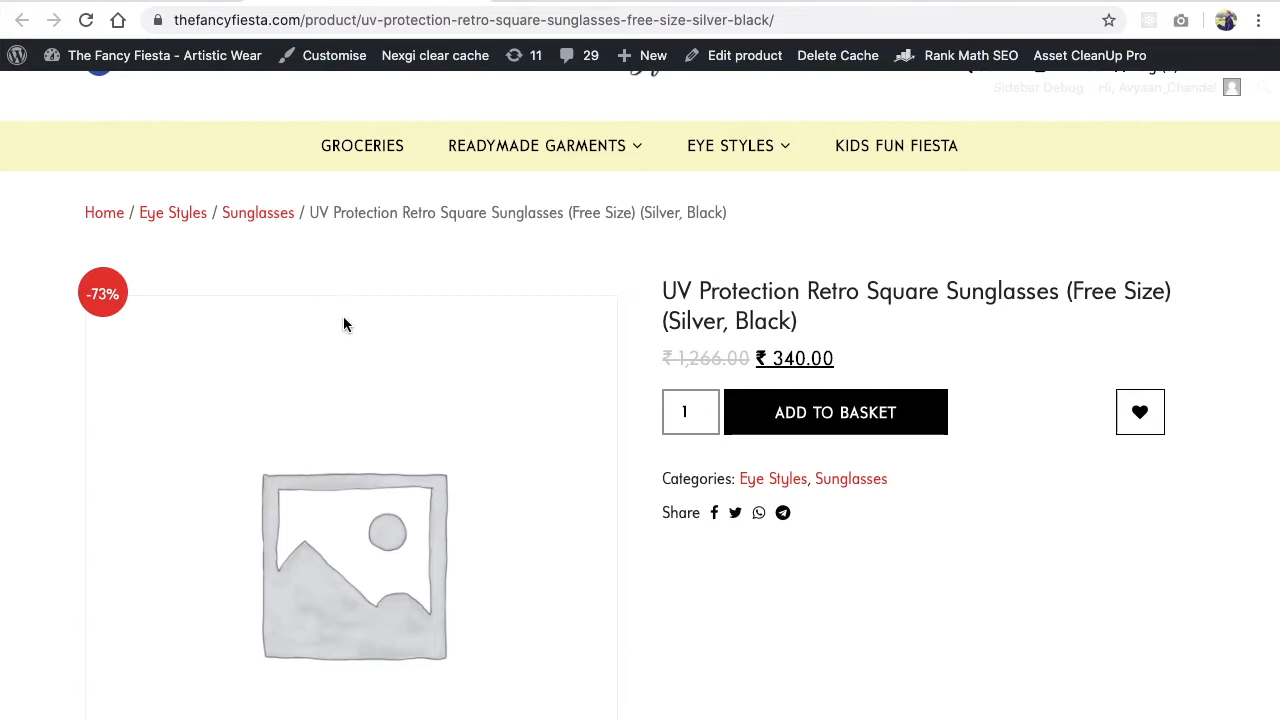 thefancyfiesta.com/product/uv-protection-retro-square-sunglasses-free-size-silver-black/
The Fancy Fiesta - Artistic Wear Customise Nexgi clear cache 11 29 New Edit product Delete Cache Rank Math SEO Asset CleanUp Pro
Sidebar Debug Hi, Avyaan_Chandel
GROCERIES READYMADE GARMENTS EYE STYLES KIDS FUN FIESTA
Home / Eye Styles / Sunglasses / UV Protection Retro Square Sunglasses (Free Size) (Silver, Black)
-73%
UV Protection Retro Square Sunglasses (Free Size)
(Silver, Black)
₹ 1,266.00 ₹ 340.00
1 ADD TO BASKET
Categories: Eye Styles, Sunglasses
Share